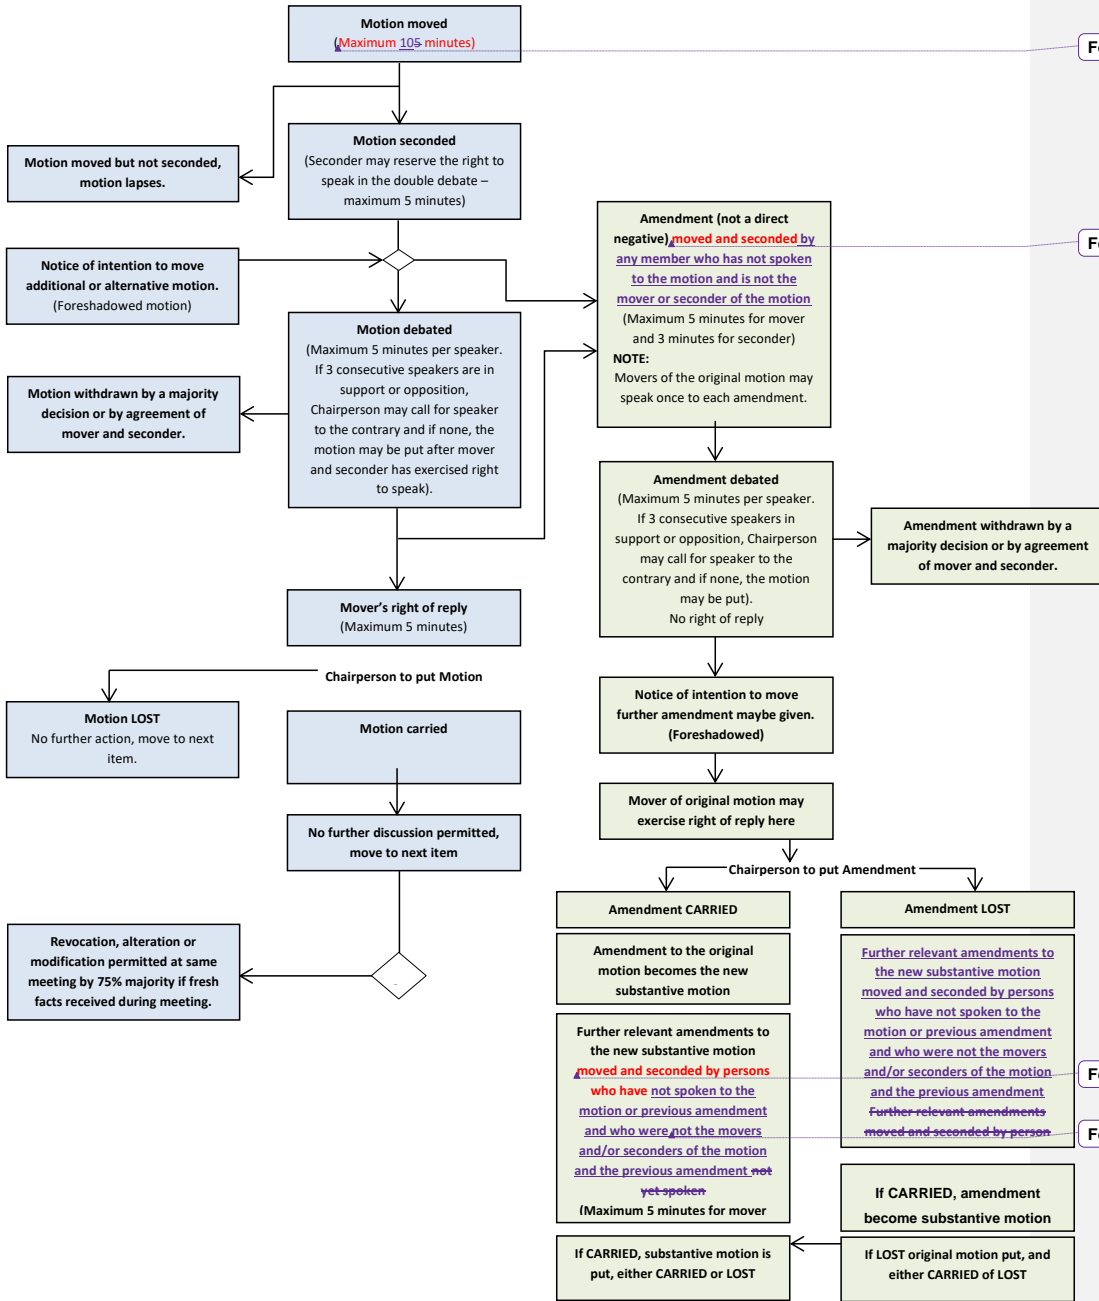 Motion moved
(Maximum 105 minutes)
Motion seconded
(Seconder may reserve the right to
speak in the double debate –
maximum 5 minutes)
Motion moved but not seconded,
motion lapses.
Notice of intention to move
additional or alternative motion.
(Foreshadowed motion)
Motion debated
(Maximum 5 minutes per speaker.
If 3 consecutive speakers are in
support or opposition,
Chairperson may call for speaker
to the contrary and if none, the
motion may be put after mover
and seconder has exercised right
to speak).
Motion withdrawn by a majority
decision or by agreement of
mover and seconder.
Mover's right of reply
(Maximum 5 minutes)
Chairperson to put Motion
Motion LOST
No further action, move to next
item.
Motion carried
No further discussion permitted,
move to next item
Revocation, alteration or
modification permitted at same
meeting by 75% majority if fresh
facts received during meeting.
Amendment (not a direct
negative) moved and seconded by
any member who has not spoken
to the motion and is not the
mover or seconder of the motion
(Maximum 5 minutes for mover
and 3 minutes for seconder)
NOTE:
Movers of the original motion may
speak once to each amendment.
Amendment debated
(Maximum 5 minutes per speaker.
If 3 consecutive speakers in
support or opposition, Chairperson
may call for speaker to the
contrary and if none, the motion
may be put).
No right of reply
Amendment withdrawn by a
majority decision or by agreement
of mover and seconder.
Notice of intention to move
further amendment maybe given.
(Foreshadowed)
Mover of original motion may
exercise right of reply here
Chairperson to put Amendment
Amendment CARRIED
Amendment to the original
motion becomes the new
substantive motion
Further relevant amendments to
the new substantive motion
moved and seconded by persons
who have not spoken to the
motion or previous amendment
and who were not the movers
and/or seconders of the motion
and the previous amendment not
yet spoken
(Maximum 5 minutes for mover
If CARRIED, substantive motion is
put, either CARRIED or LOST
Amendment LOST
Further relevant amendments to
the new substantive motion
moved and seconded by persons
who have not spoken to the
motion or previous amendment
and who were not the movers
and/or seconders of the motion
and the previous amendment
Further relevant amendments
moved and seconded by person
If CARRIED, amendment
become substantive motion
If LOST original motion put, and
either CARRIED of LOST
Fo
Fo
Fo
Fo